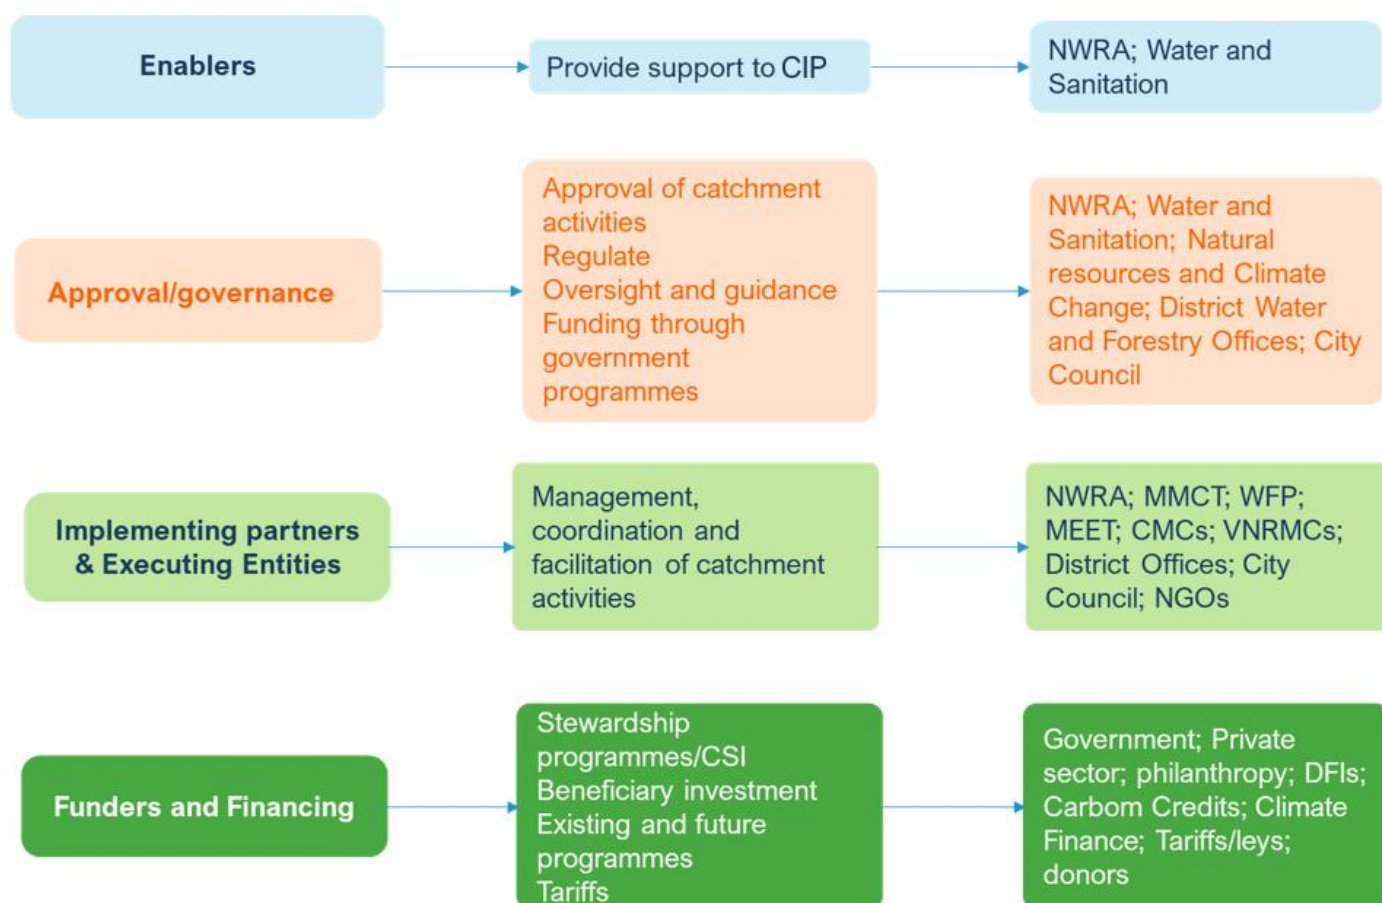 Enablers
Provide support to CIP
NWRA; Water and
Sanitation
Approval/governance
Approval of catchment
activities
Regulate
Oversight and guidance
Funding through
government
programmes
NWRA; Water and
Sanitation; Natural
resources and Climate
Change; District Water
and Forestry Offices; City
Council
Implementing partners
& Executing Entities
Management,
coordination and
facilitation of catchment
activities
NWRA; MMCT; WFP;
MEET; CMCs; VNRMCs;
District Offices; City
Council; NGOs
Funders and Financing
Stewardship
programmes/CSI
Beneficiary investment
Existing and future
programmes
Tariffs
Government; Private
sector; philanthropy; DFIs;
Carbom Credits; Climate
Finance; Tariffs/leys;
donors